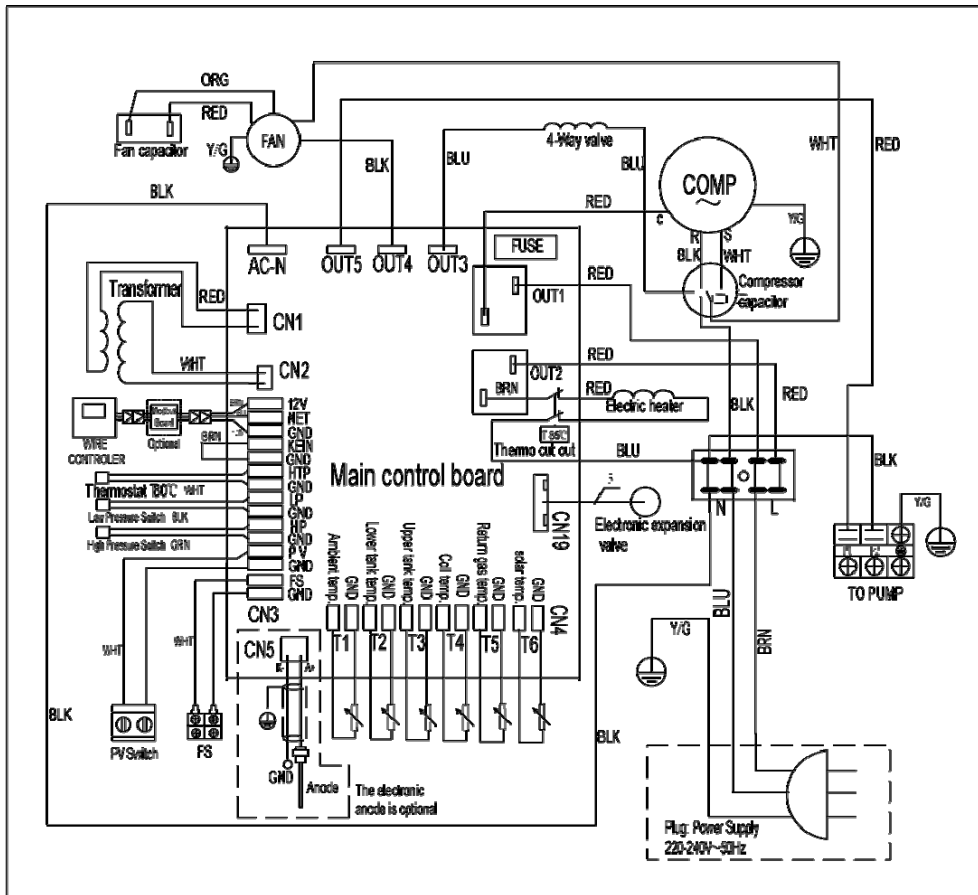 ORG
RED
Fan capacitor
Y/G
FAN
BLK
BLU
4-Way valve
BLU
COMP
WHT
RED
BLK
RED
C
R
S
BLK
WHT
Y/G
AC-N
OUT5
OUT4
OUT3
FUSE
RED
OUT1
Compressor
capacitor
Transformer
RED
CN1
WHT
CN2
OUT2
RED
BRN
RED
Electric heater
RED
BLK
T 85℃
Thermo cut out
BLU
BLK
12V
NET
GND
KEIN
GND
HTP
GND
LP
GND
HP
GND
PV
GND
FS
GND
WIRE
CONTROLER
Modbus
Board
Optional
BRN
Thermostat T80℃ WHT
Low Pressure Switch BLK
High Pressure Switch GRN
Main control board
CN19
5
Electronic expansion
valve
N
L
Y/G
TO PUMP
Ambient temp.
GND
Lower tank temp.
GND
Upper tank temp.
GND
Coil temp.
GND
Return gas temp.
GND
solar temp.
GND
CN4
T1
T2
T3
T4
T5
T6
CN3
CN5
WHT
WHT
BLK
PV Switch
FS
GND
Anode
The electronic
anode is optional
BLK
BLU
BRN
Y/G
Plug: Power Supply
220-240V~50Hz